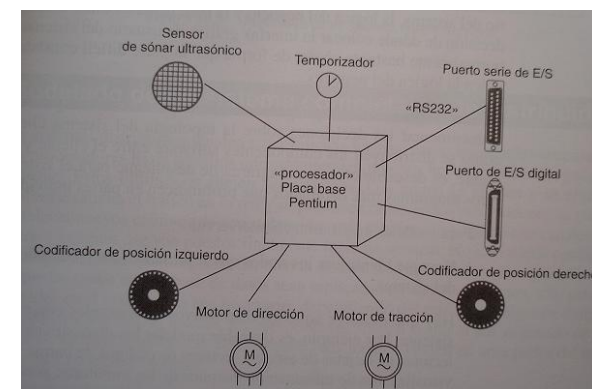 Sensor
de sónar ultrasónico
Temporizador
Puerto serie de E/S
«RS232»
«procesador»
Placa base
Pentium
Puerto de E/S digital
Codificador de posición izquierdo
Codificador de posición derecho
Motor de dirección
Motor de tracción
M
M